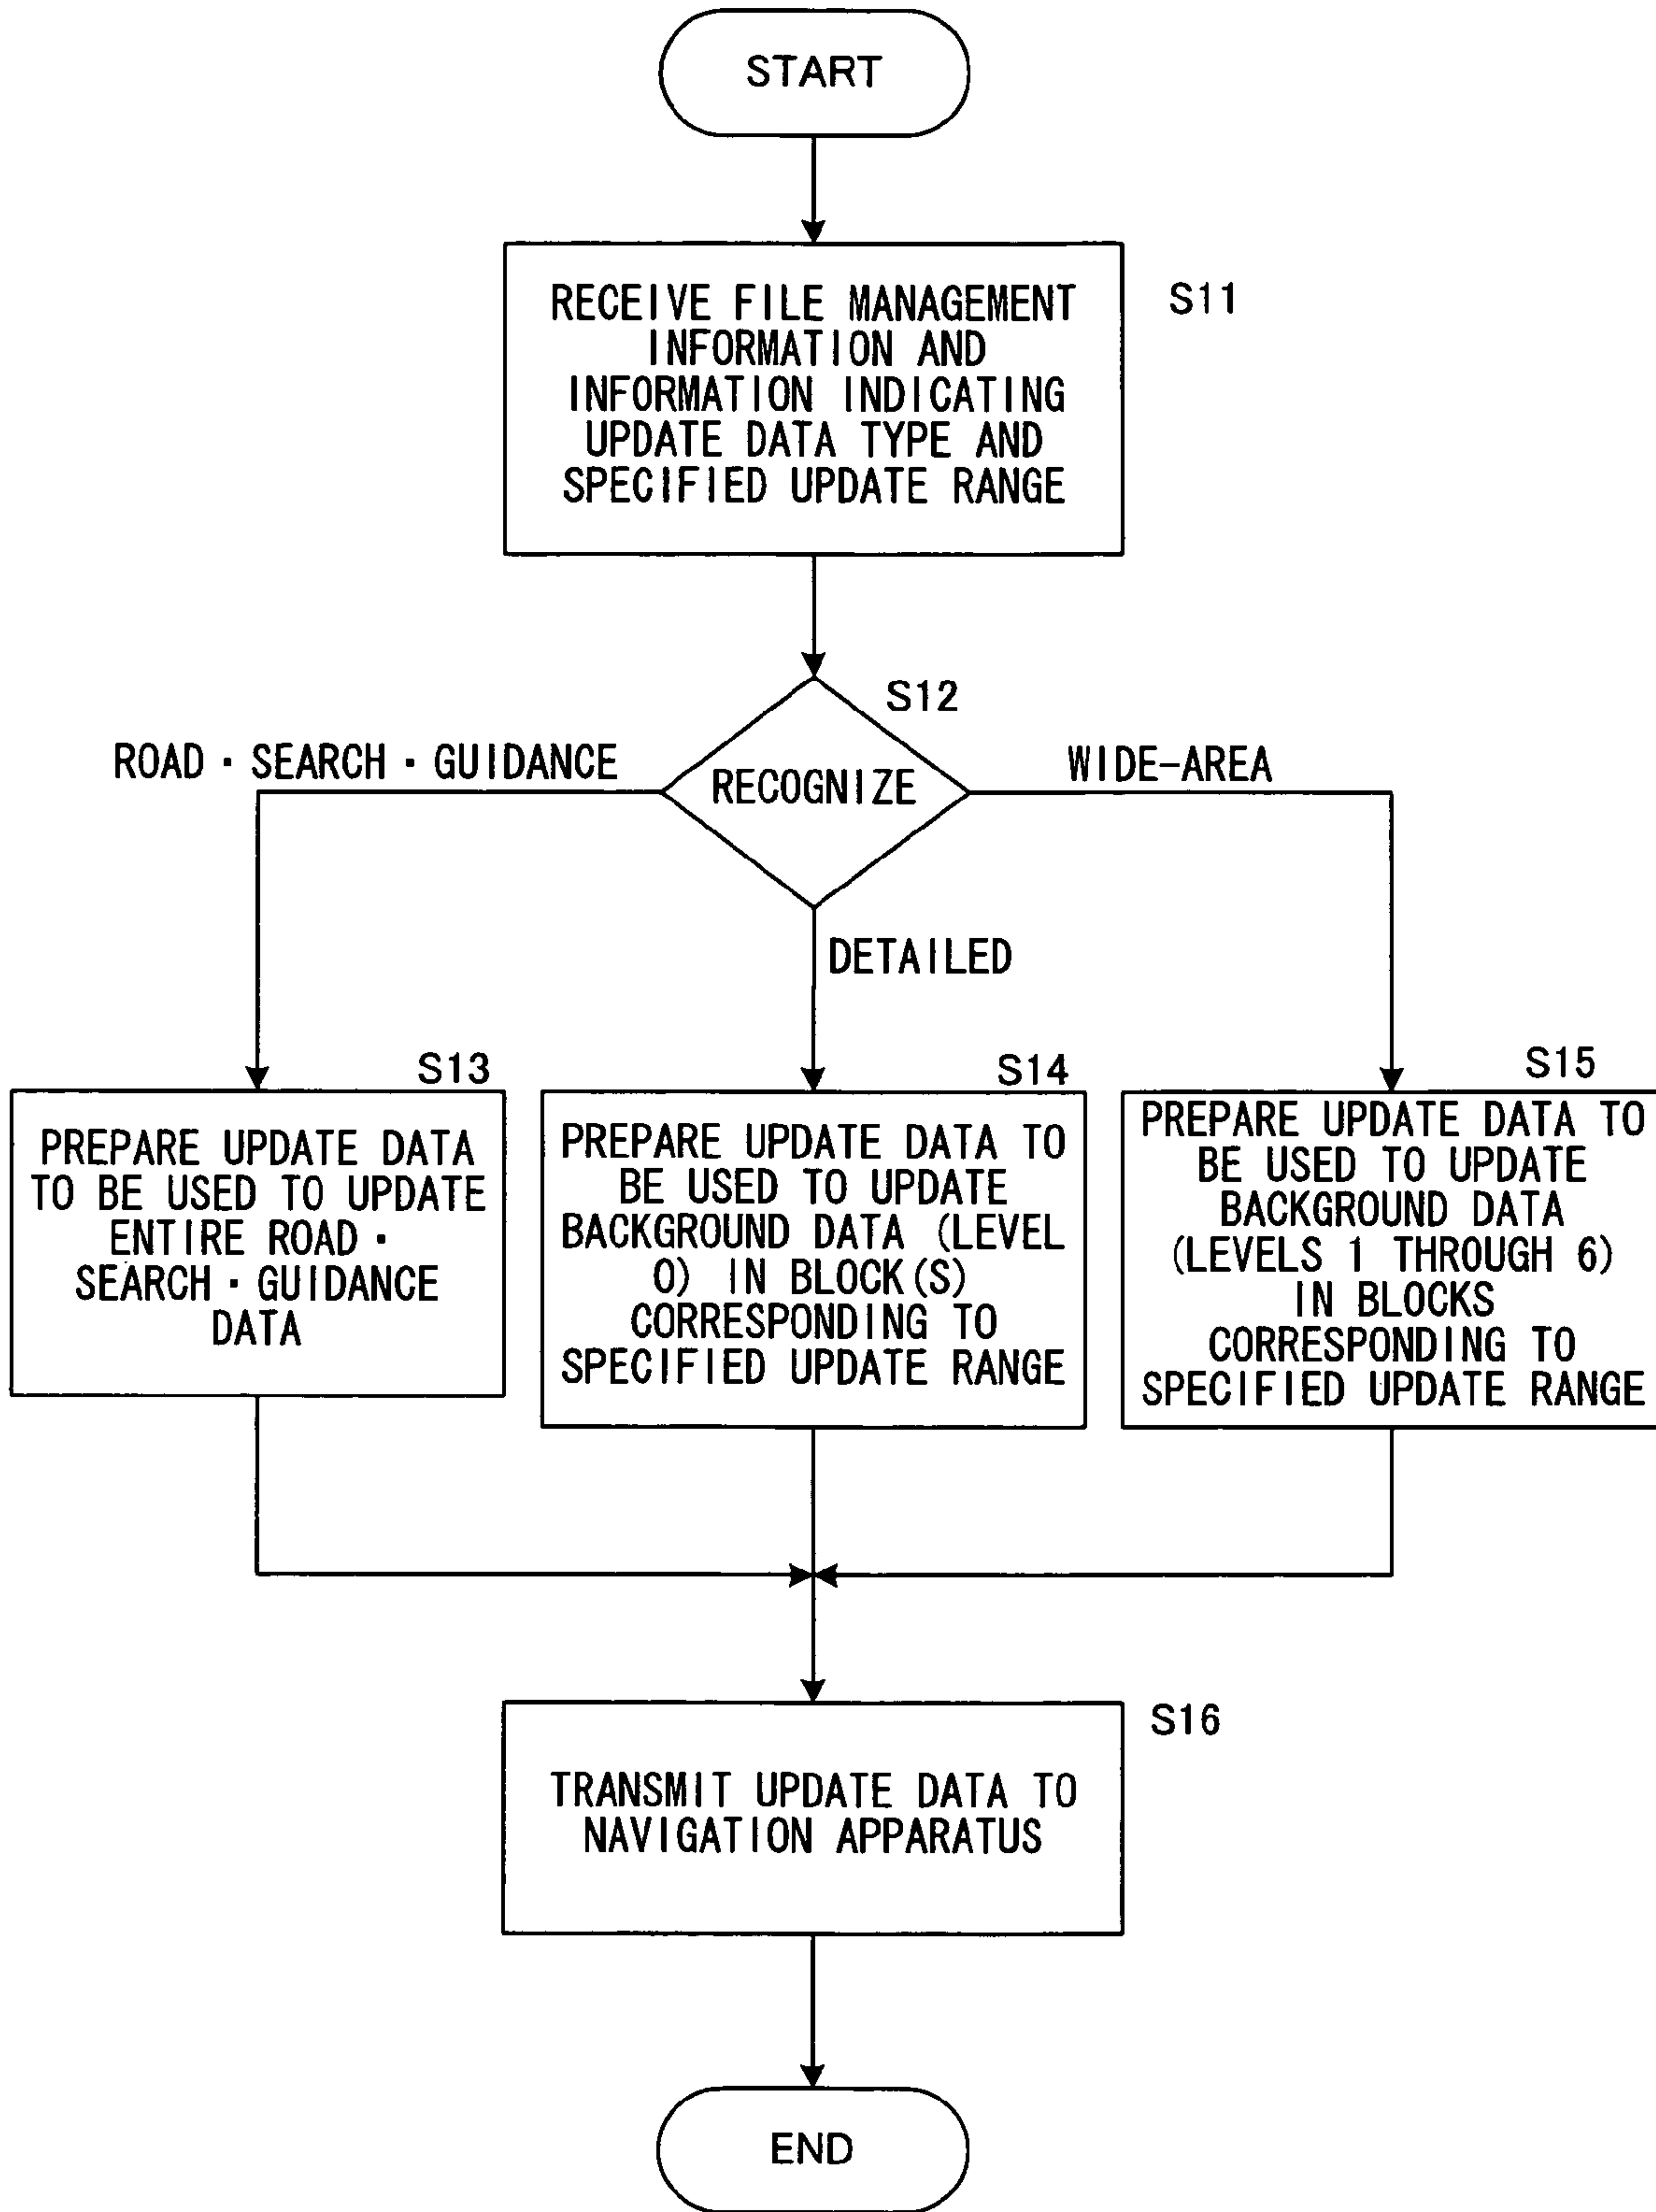 START
RECEIVE FILE MANAGEMENT
INFORMATION AND
INFORMATION INDICATING
UPDATE DATA TYPE AND
SPECIFIED UPDATE RANGE
S11
S12
RECOGNIZE
ROAD・SEARCH・GUIDANCE
WIDE-AREA
DETAILED
S13
PREPARE UPDATE DATA
TO BE USED TO UPDATE
ENTIRE ROAD・
SEARCH・GUIDANCE
DATA
S14
PREPARE UPDATE DATA TO
BE USED TO UPDATE
BACKGROUND DATA (LEVEL
0) IN BLOCK(S)
CORRESPONDING TO
SPECIFIED UPDATE RANGE
S15
PREPARE UPDATE DATA TO
BE USED TO UPDATE
BACKGROUND DATA
(LEVELS 1 THROUGH 6)
IN BLOCKS
CORRESPONDING TO
SPECIFIED UPDATE RANGE
S16
TRANSMIT UPDATE DATA TO
NAVIGATION APPARATUS
END